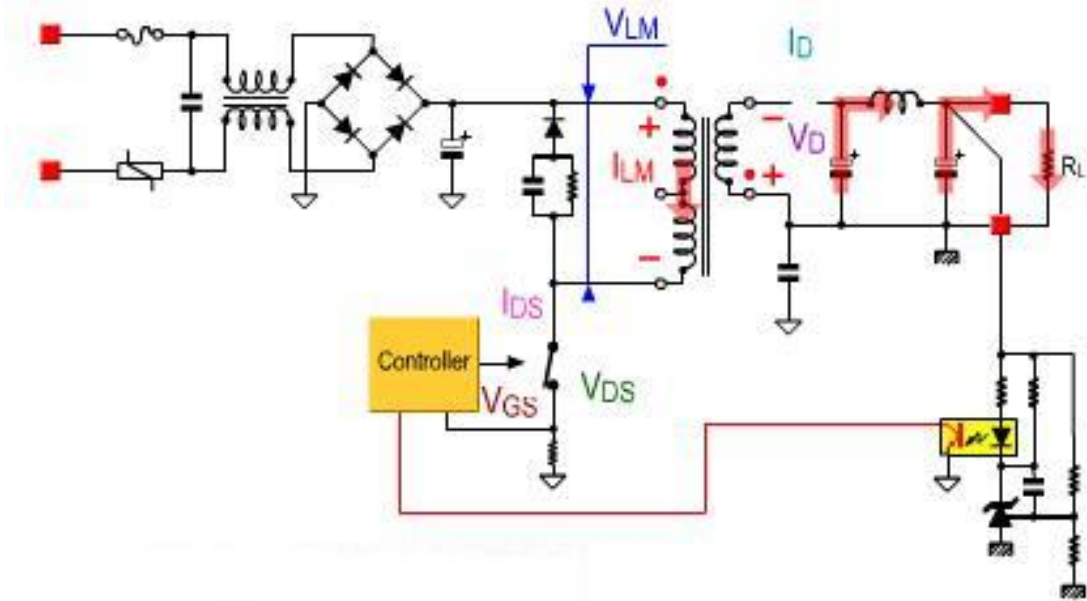 VLM
ID
+
−
+
+
VD
+
+
ILM
+
RL
−
IDS
Controller
VGS
VDS